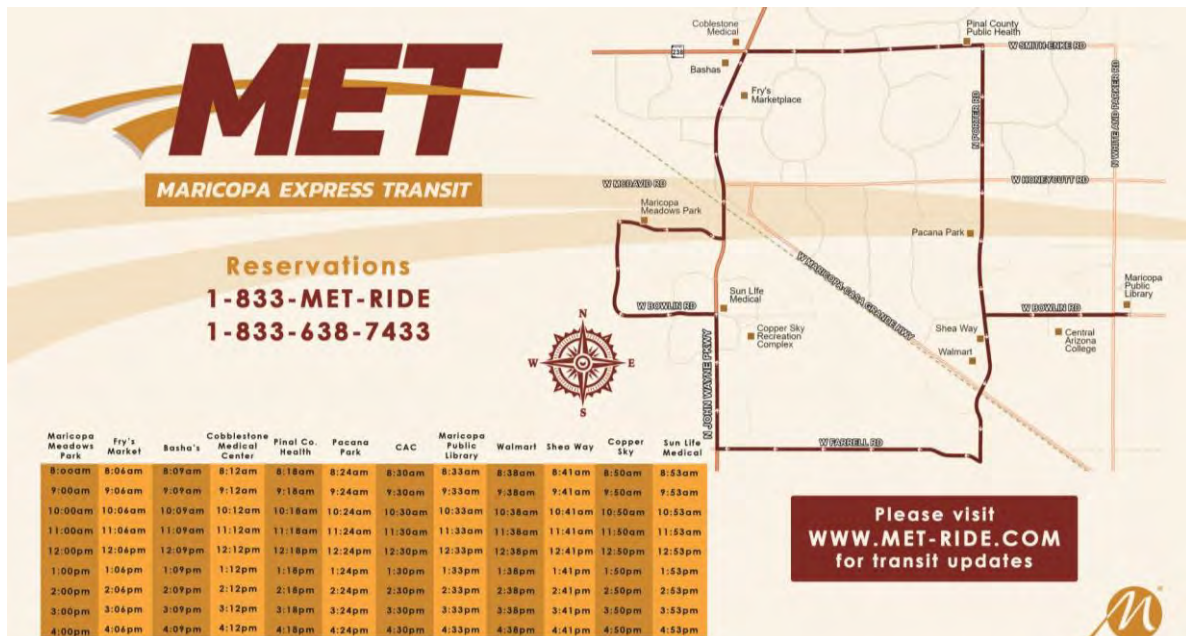 MET
MARICOPA EXPRESS TRANSIT
Reservations
1-833-MET-RIDE
1-833-638-7433
Coblestone
Medical
238
Bashas
Fry's
Marketplace
Pinal County
Public Health
W SMITH-ENKE RD
N PORTER RD
N WHITE AND PARKER RD
W MCDAVID RD
W HONEYCUTT RD
Maricopa
Meadows Park
Pacana Park
W MARICOPA-CASA GRANDE HWY
Maricopa
Public
Library
Sun LIfe
Medical
W BOWLIN RD
W BOWLIN RD
Copper Sky
Recreation
Complex
Shea Way
Walmart
Central
Arizona
College
N JOHN WAYNE PKWY
W FARRELL RD
N
W E
S
Maricopa Meadows Park Fry's Market Basha's Cobblestone Medical Center Pinal Co. Health Pacana Park CAC Maricopa Public Library Walmart Shea Way Copper Sky Sun Life Medical
8:00am 8:06am 8:09am 8:12am 8:18am 8:24am 8:30am 8:33am 8:38am 8:41am 8:50am 8:53am
9:00am 9:06am 9:09am 9:12am 9:18am 9:24am 9:30am 9:33am 9:38am 9:41am 9:50am 9:53am
10:00am 10:06am 10:09am 10:12am 10:18am 10:24am 10:30am 10:33am 10:38am 10:41am 10:50am 10:53am
11:00am 11:06am 11:09am 11:12am 11:18am 11:24am 11:30am 11:33am 11:38am 11:41am 11:50am 11:53am
12:00pm 12:06pm 12:09pm 12:12pm 12:18pm 12:24pm 12:30pm 12:33pm 12:38pm 12:41pm 12:50pm 12:53pm
1:00pm 1:06pm 1:09pm 1:12pm 1:18pm 1:24pm 1:30pm 1:33pm 1:38pm 1:41pm 1:50pm 1:53pm
2:00pm 2:06pm 2:09pm 2:12pm 2:18pm 2:24pm 2:30pm 2:33pm 2:38pm 2:41pm 2:50pm 2:53pm
3:00pm 3:06pm 3:09pm 3:12pm 3:18pm 3:24pm 3:30pm 3:33pm 3:38pm 3:41pm 3:50pm 3:53pm
4:00pm 4:06pm 4:09pm 4:12pm 4:18pm 4:24pm 4:30pm 4:33pm 4:38pm 4:41pm 4:50pm 4:53pm
Please visit
WWW.MET-RIDE.COM
for transit updates
M